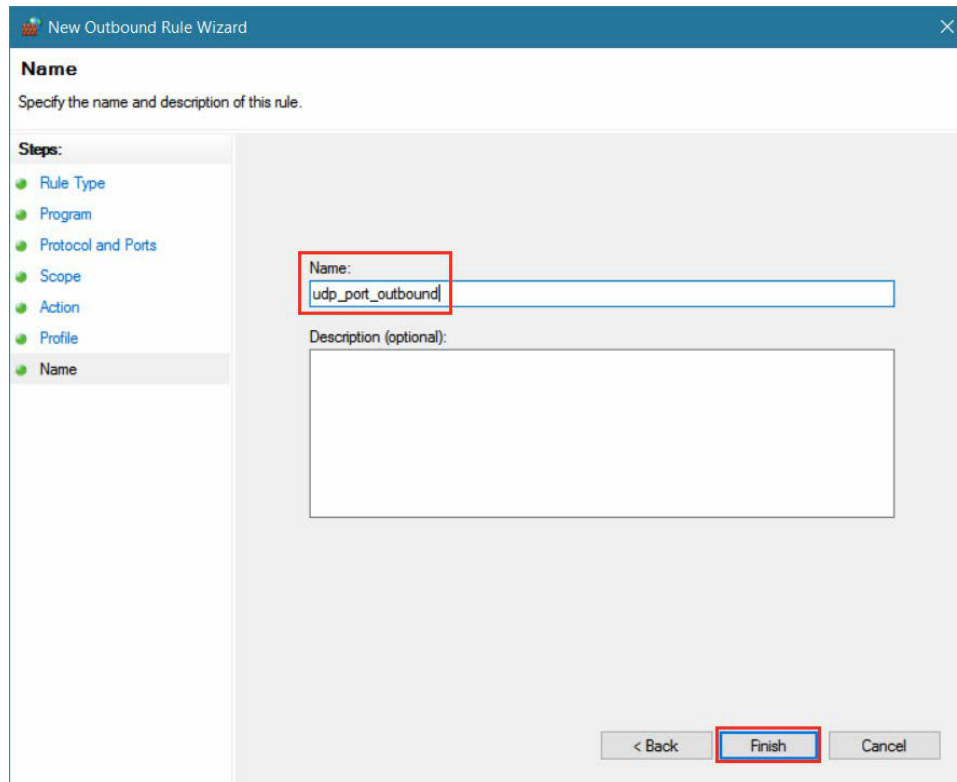 New Outbound Rule Wizard
Name
Specify the name and description of this rule.
Steps:
Rule Type
Program
Protocol and Ports
Scope
Action
Profile
Name
Name:
udp_port_outbound
Description (optional):
< Back Finish Cancel